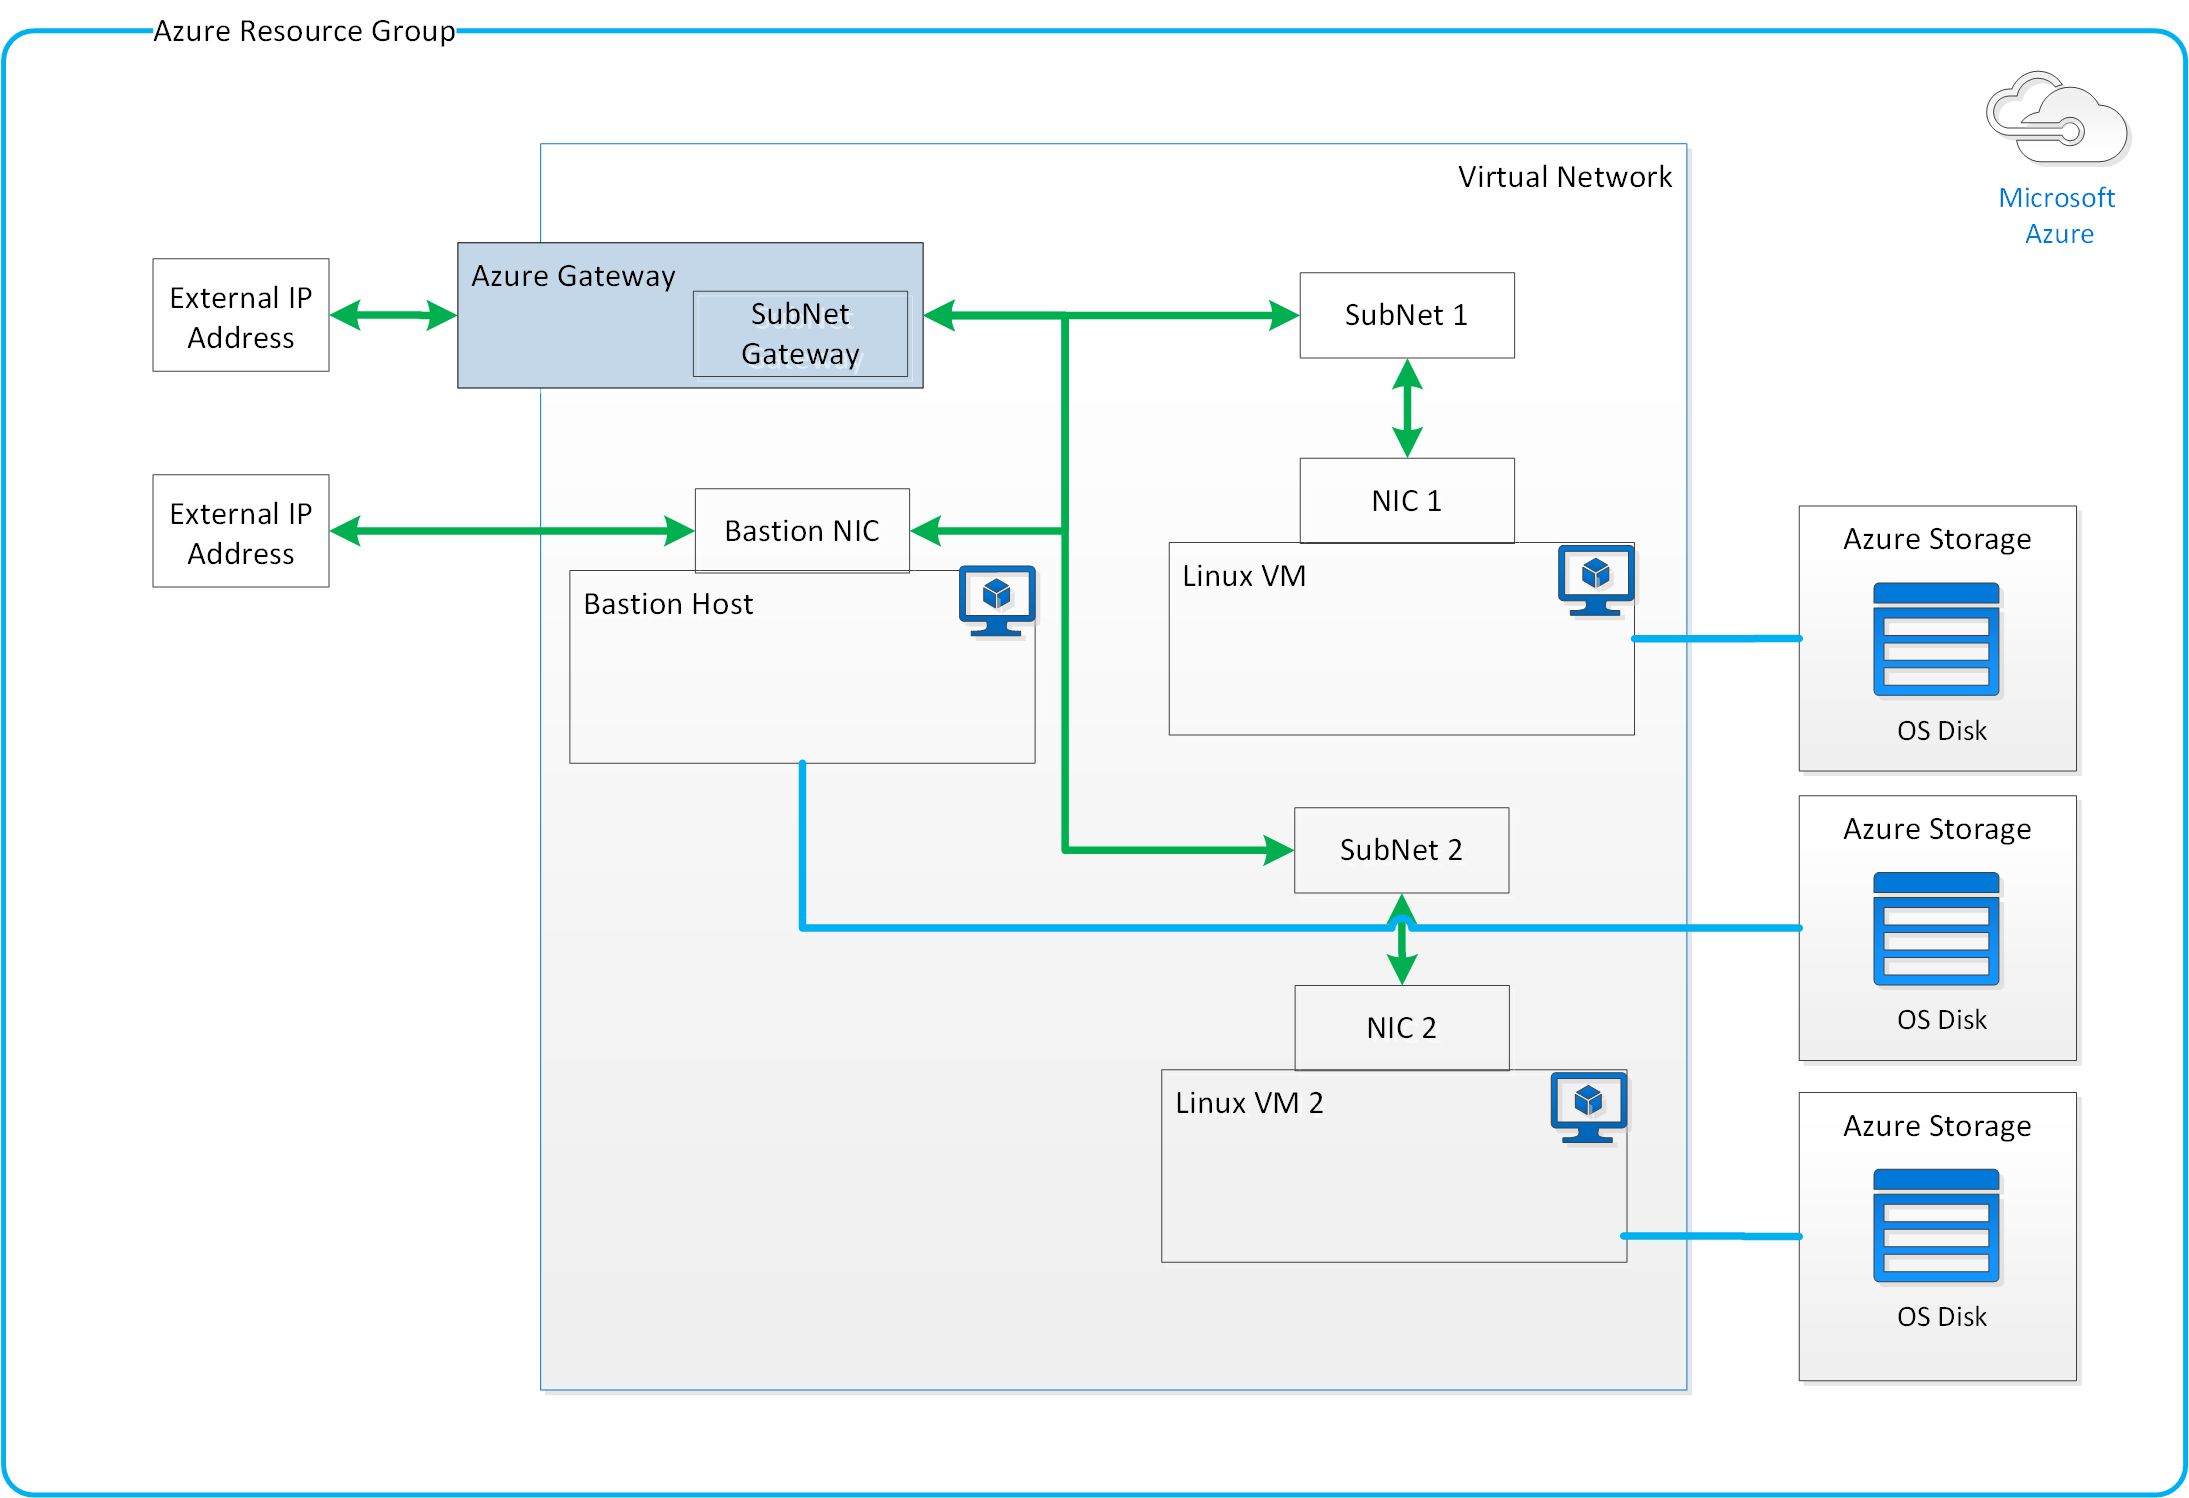 Azure Resource Group
Microsoft
Azure
Virtual Network
External IP
Address
Azure Gateway
SubNet
Gateway
SubNet 1
External IP
Address
Bastion NIC
Bastion Host
NIC 1
Linux VM
Azure Storage
OS Disk
SubNet 2
Azure Storage
OS Disk
NIC 2
Linux VM 2
Azure Storage
OS Disk